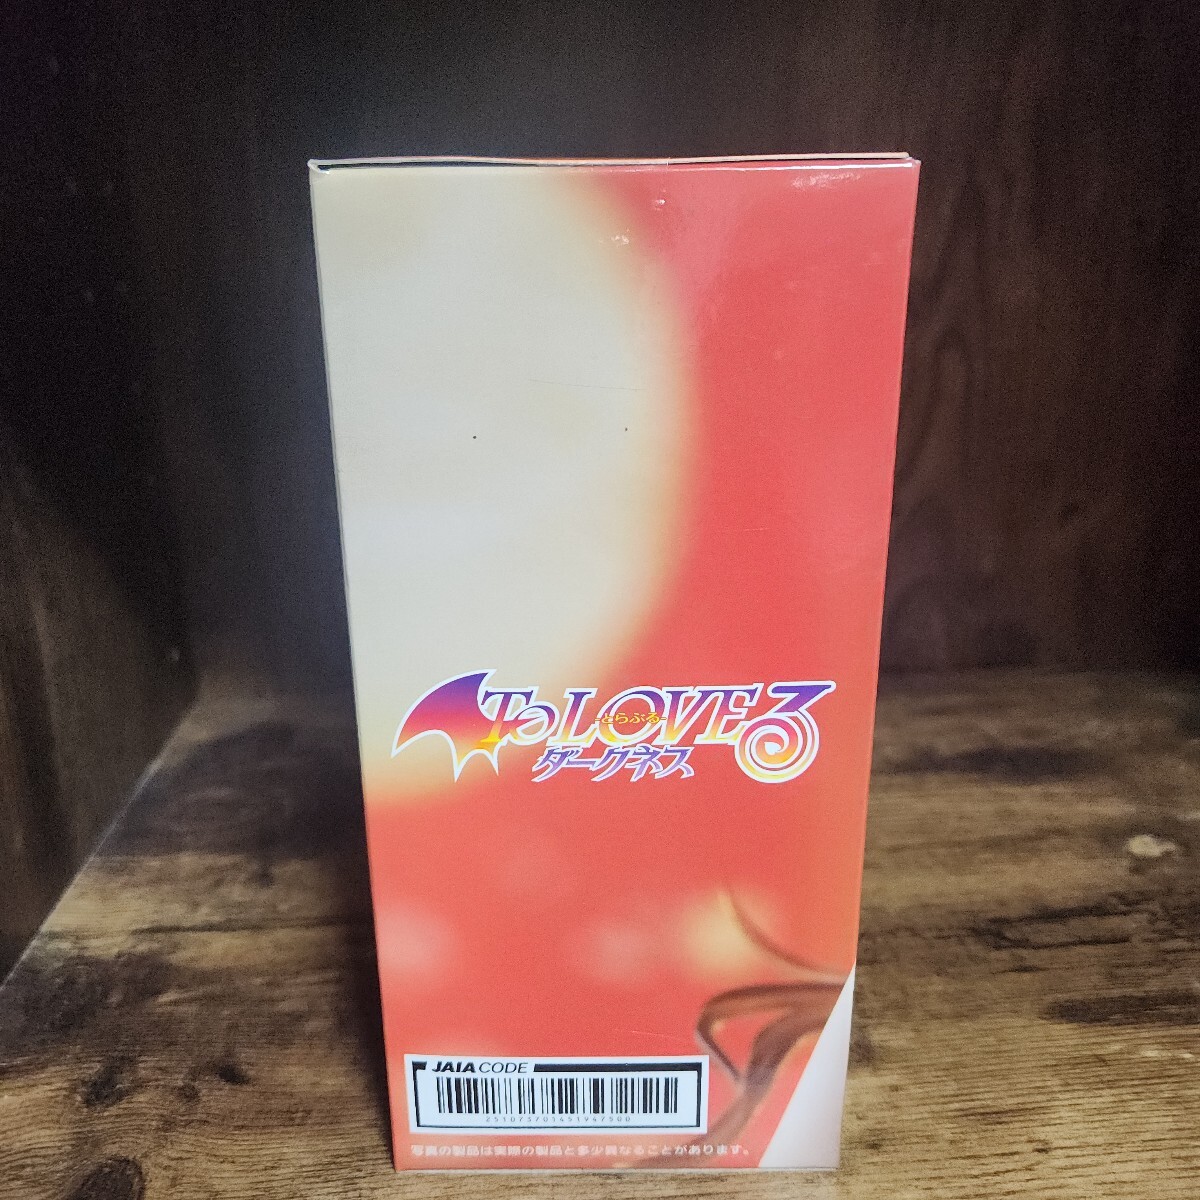 To LOVEる
-とらぶる-
ダークネス
JAIA CODE
251073701451947500
写真の製品は実際の製品と多少異なることがあります。